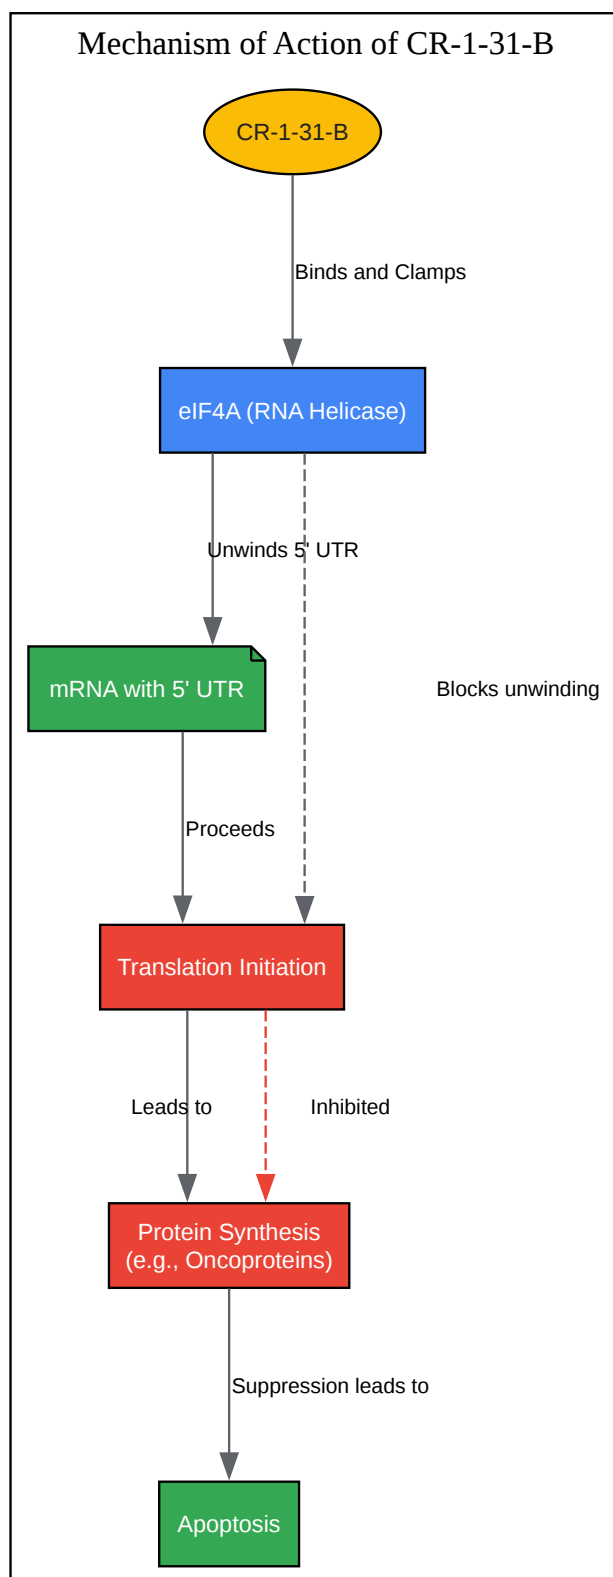 Mechanism of Action of CR-1-31-B
CR-1-31-B
Binds and Clamps
eIF4A (RNA Helicase)
Unwinds 5' UTR
mRNA with 5' UTR
Blocks unwinding
Proceeds
Translation Initiation
Leads to
Inhibited
Protein Synthesis
(e.g., Oncoproteins)
Suppression leads to
Apoptosis